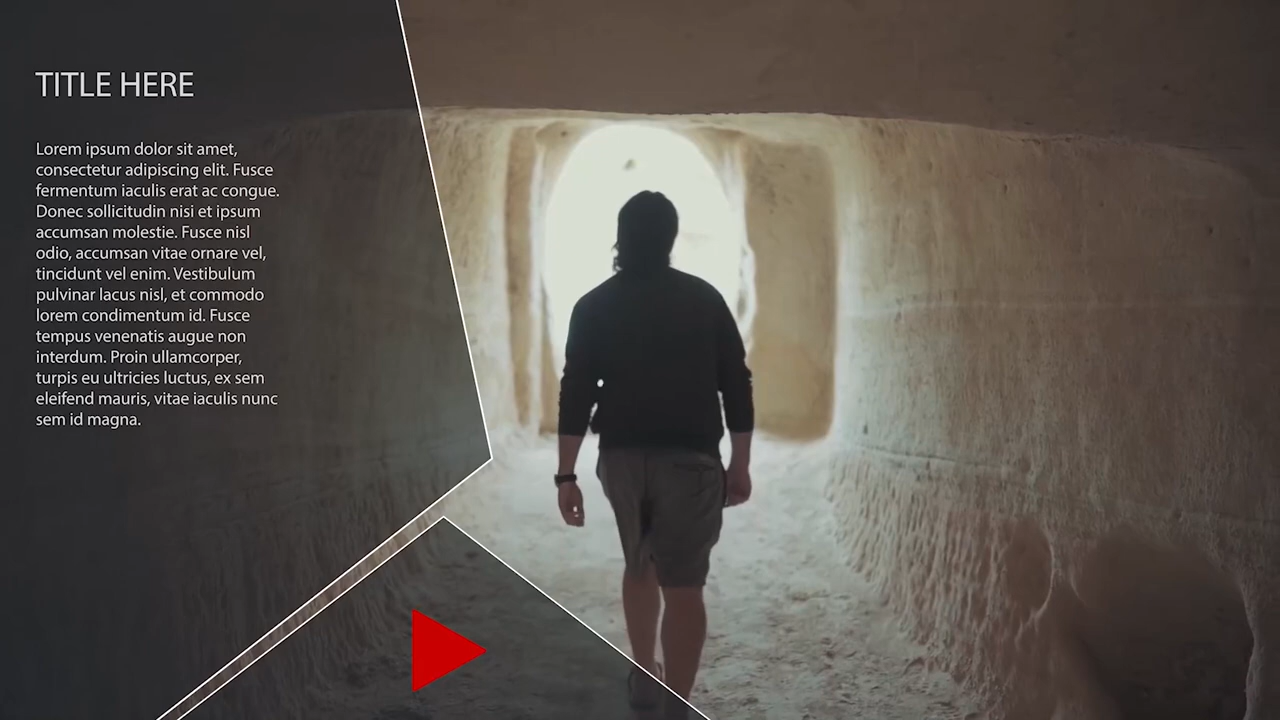 TITLE HERE
Lorem ipsum dolor sit amet,
consectetur adipiscing elit. Fusce
fermentum iaculis erat ac congue.
Donec sollicitudin nisi et ipsum
accumsan molestie. Fusce nisl
odio, accumsan vitae ornare vel,
tincidunt vel enim. Vestibulum
pulvinar lacus nisl, et commodo
lorem condimentum id. Fusce
tempus venenatis augue non
interdum. Proin ullamcorper,
turpis eu ultricies luctus, ex sem
eleifend mauris, vitae iaculis nunc
sem id magna.